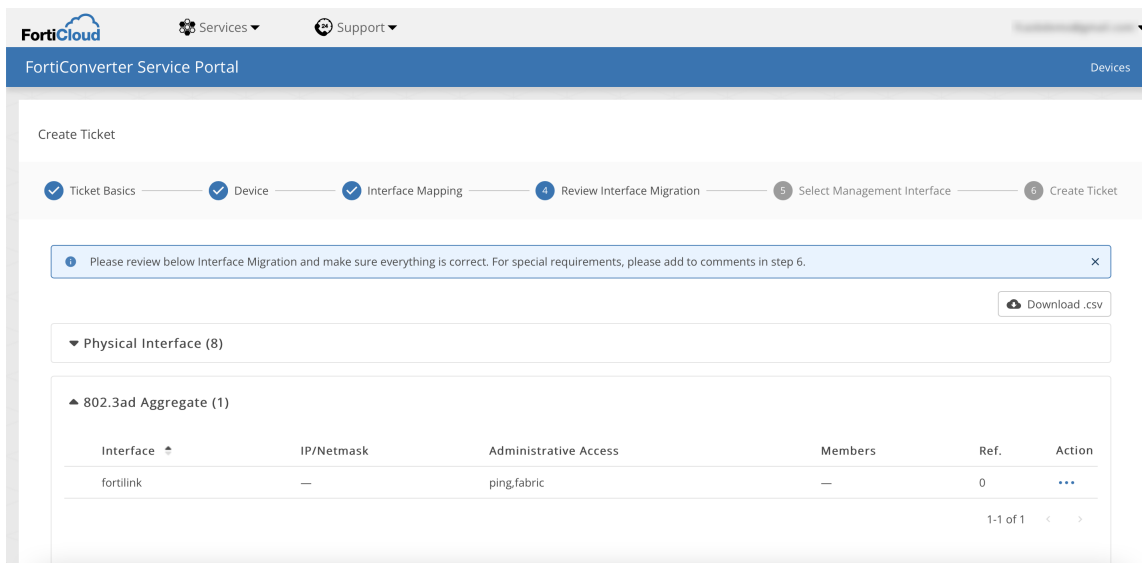 FortiCloud
Services
24
Support
FortiConverter Service Portal
Devices
Create Ticket
Ticket Basics
Device
Interface Mapping
4 Review Interface Migration
5 Select Management Interface
6 Create Ticket
Please review below Interface Migration and make sure everything is correct. For special requirements, please add to comments in step 6.
Download .csv
Physical Interface (8)
802.3ad Aggregate (1)
Interface IP/Netmask Administrative Access Members Ref. Action
fortilink — ping,fabric — 0 •••
1-1 of 1